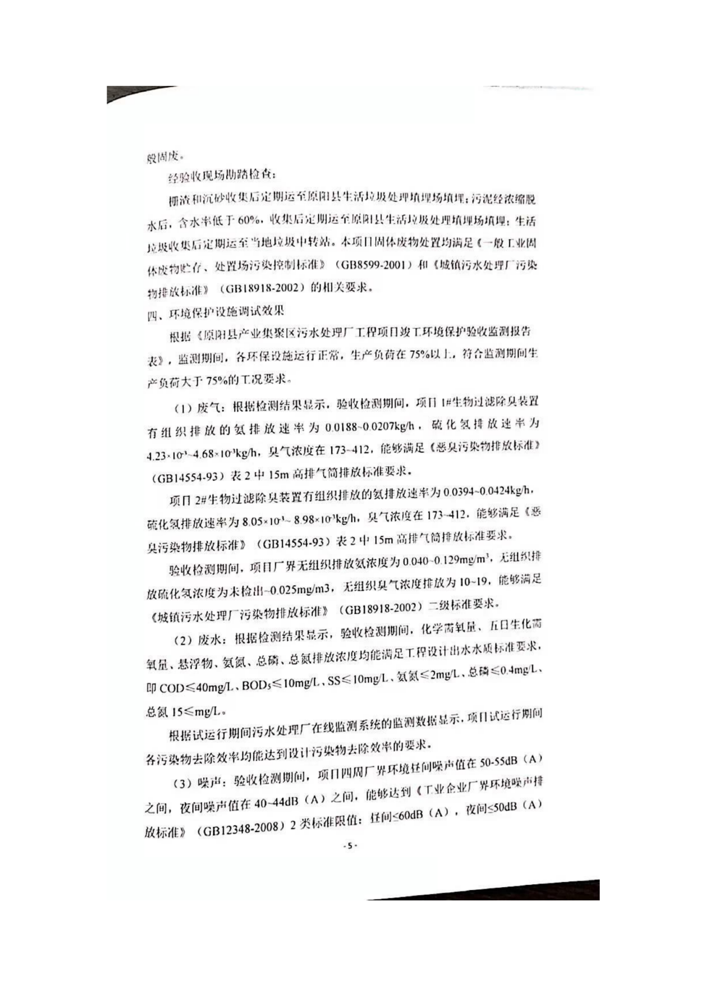 般固废。
经验收现场勘踏检查：
栅渣和沉砂收集后定期运至原阳县生活垃圾处理填埋场填埋；污泥经浓缩脱
水后，含水率低于 60%，收集后定期运至原阳县生活垃圾处理填埋场填埋；生活
垃圾收集后定期运至当地垃圾中转站。本项目固体废物处置均满足《一般工业固
体废物贮存、处置场污染控制标准》（GB8599-2001）和《城镇污水处理厂污染
物排放标准》（GB18918-2002）的相关要求。
四、环境保护设施调试效果
根据《原阳县产业集聚区污水处理厂工程项目竣工环境保护验收监测报告
表》，监测期间，各环保设施运行正常，生产负荷在 75%以上，符合监测期间生
产负荷大于 75%的工况要求。
（1）废气：根据检测结果显示，验收检测期间，项目 1#生物过滤除臭装置
有组织排放的氨排放速率为 0.0188~0.0207kg/h，硫化氢排放速率为
4.23×10⁻³~4.68×10⁻³kg/h，臭气浓度在 173~412，能够满足《恶臭污染物排放标准》
（GB14554-93）表 2 中 15m 高排气筒排放标准要求。
项目 2#生物过滤除臭装置有组织排放的氨排放速率为 0.0394~0.0424kg/h，
硫化氢排放速率为 8.05×10⁻³~ 8.98×10⁻³kg/h，臭气浓度在 173~412，能够满足《恶
臭污染物排放标准》（GB14554-93）表 2 中 15m 高排气筒排放标准要求。
验收检测期间，项目厂界无组织排放氨浓度为 0.040~0.129mg/m³，无组织排
放硫化氢浓度为未检出~0.025mg/m3，无组织臭气浓度排放为 10~19，能够满足
《城镇污水处理厂污染物排放标准》（GB18918-2002）二级标准要求。
（2）废水：根据检测结果显示，验收检测期间，化学需氧量、五日生化需
氧量、悬浮物、氨氮、总磷、总氮排放浓度均能满足工程设计出水水质标准要求，
即 COD≤40mg/L、BOD₅≤10mg/L、SS≤10mg/L、氨氮≤2mg/L、总磷≤0.4mg/L、
总氮 15≤mg/L。
根据试运行期间污水处理厂在线监测系统的监测数据显示，项目试运行期间
各污染物去除效率均能达到设计污染物去除效率的要求。
（3）噪声：验收检测期间，项目四周厂界环境昼间噪声值在 50-55dB（A）
之间，夜间噪声值在 40~44dB（A）之间，能够达到《工业企业厂界环境噪声排
放标准》（GB12348-2008）2 类标准限值：昼间≤60dB（A），夜间≤50dB（A）
- 5 -